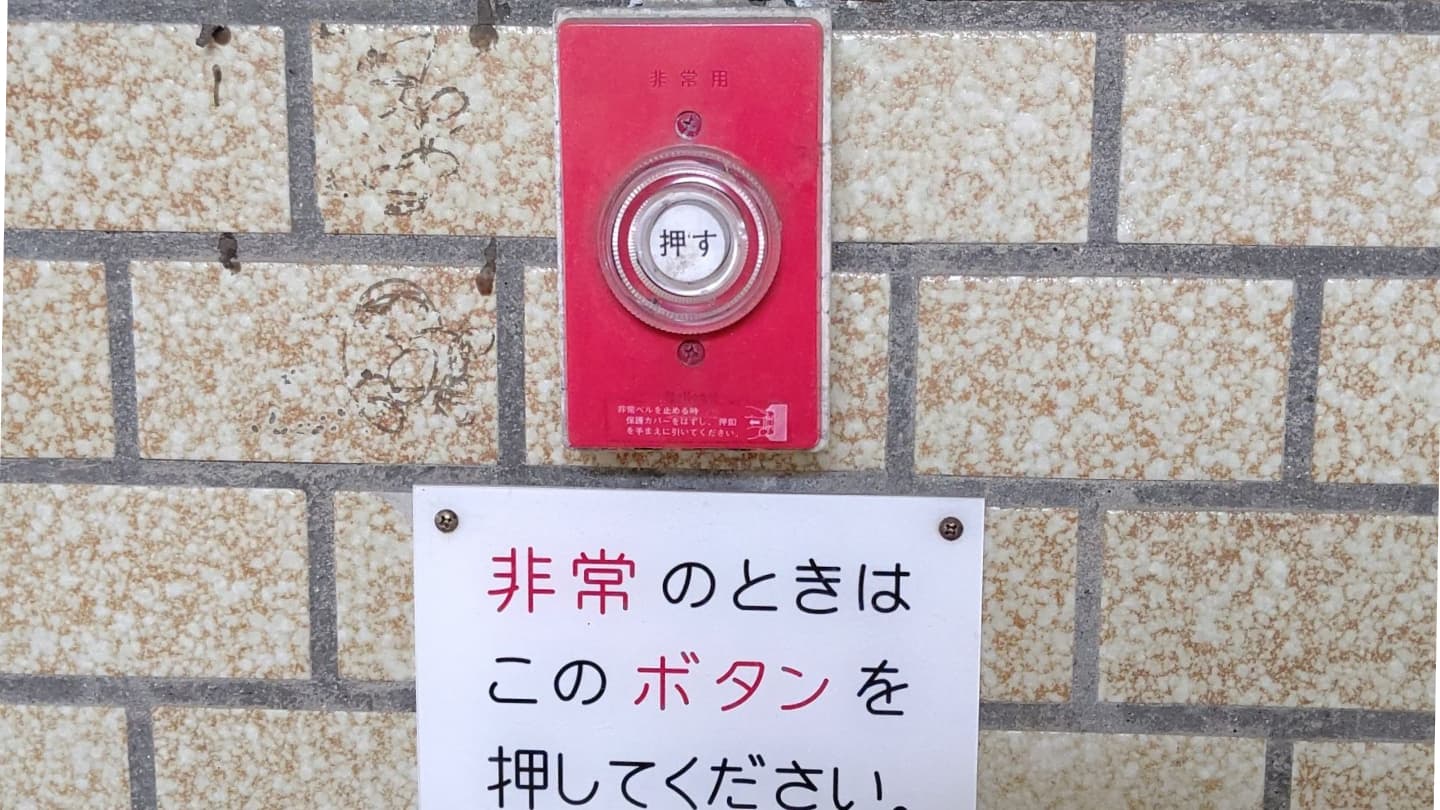 非常用
押す
非常ベルを止める時
保護カバーをはずし、押釦
を手まえに引いてください。
非常のときは
このボタンを
押してください。